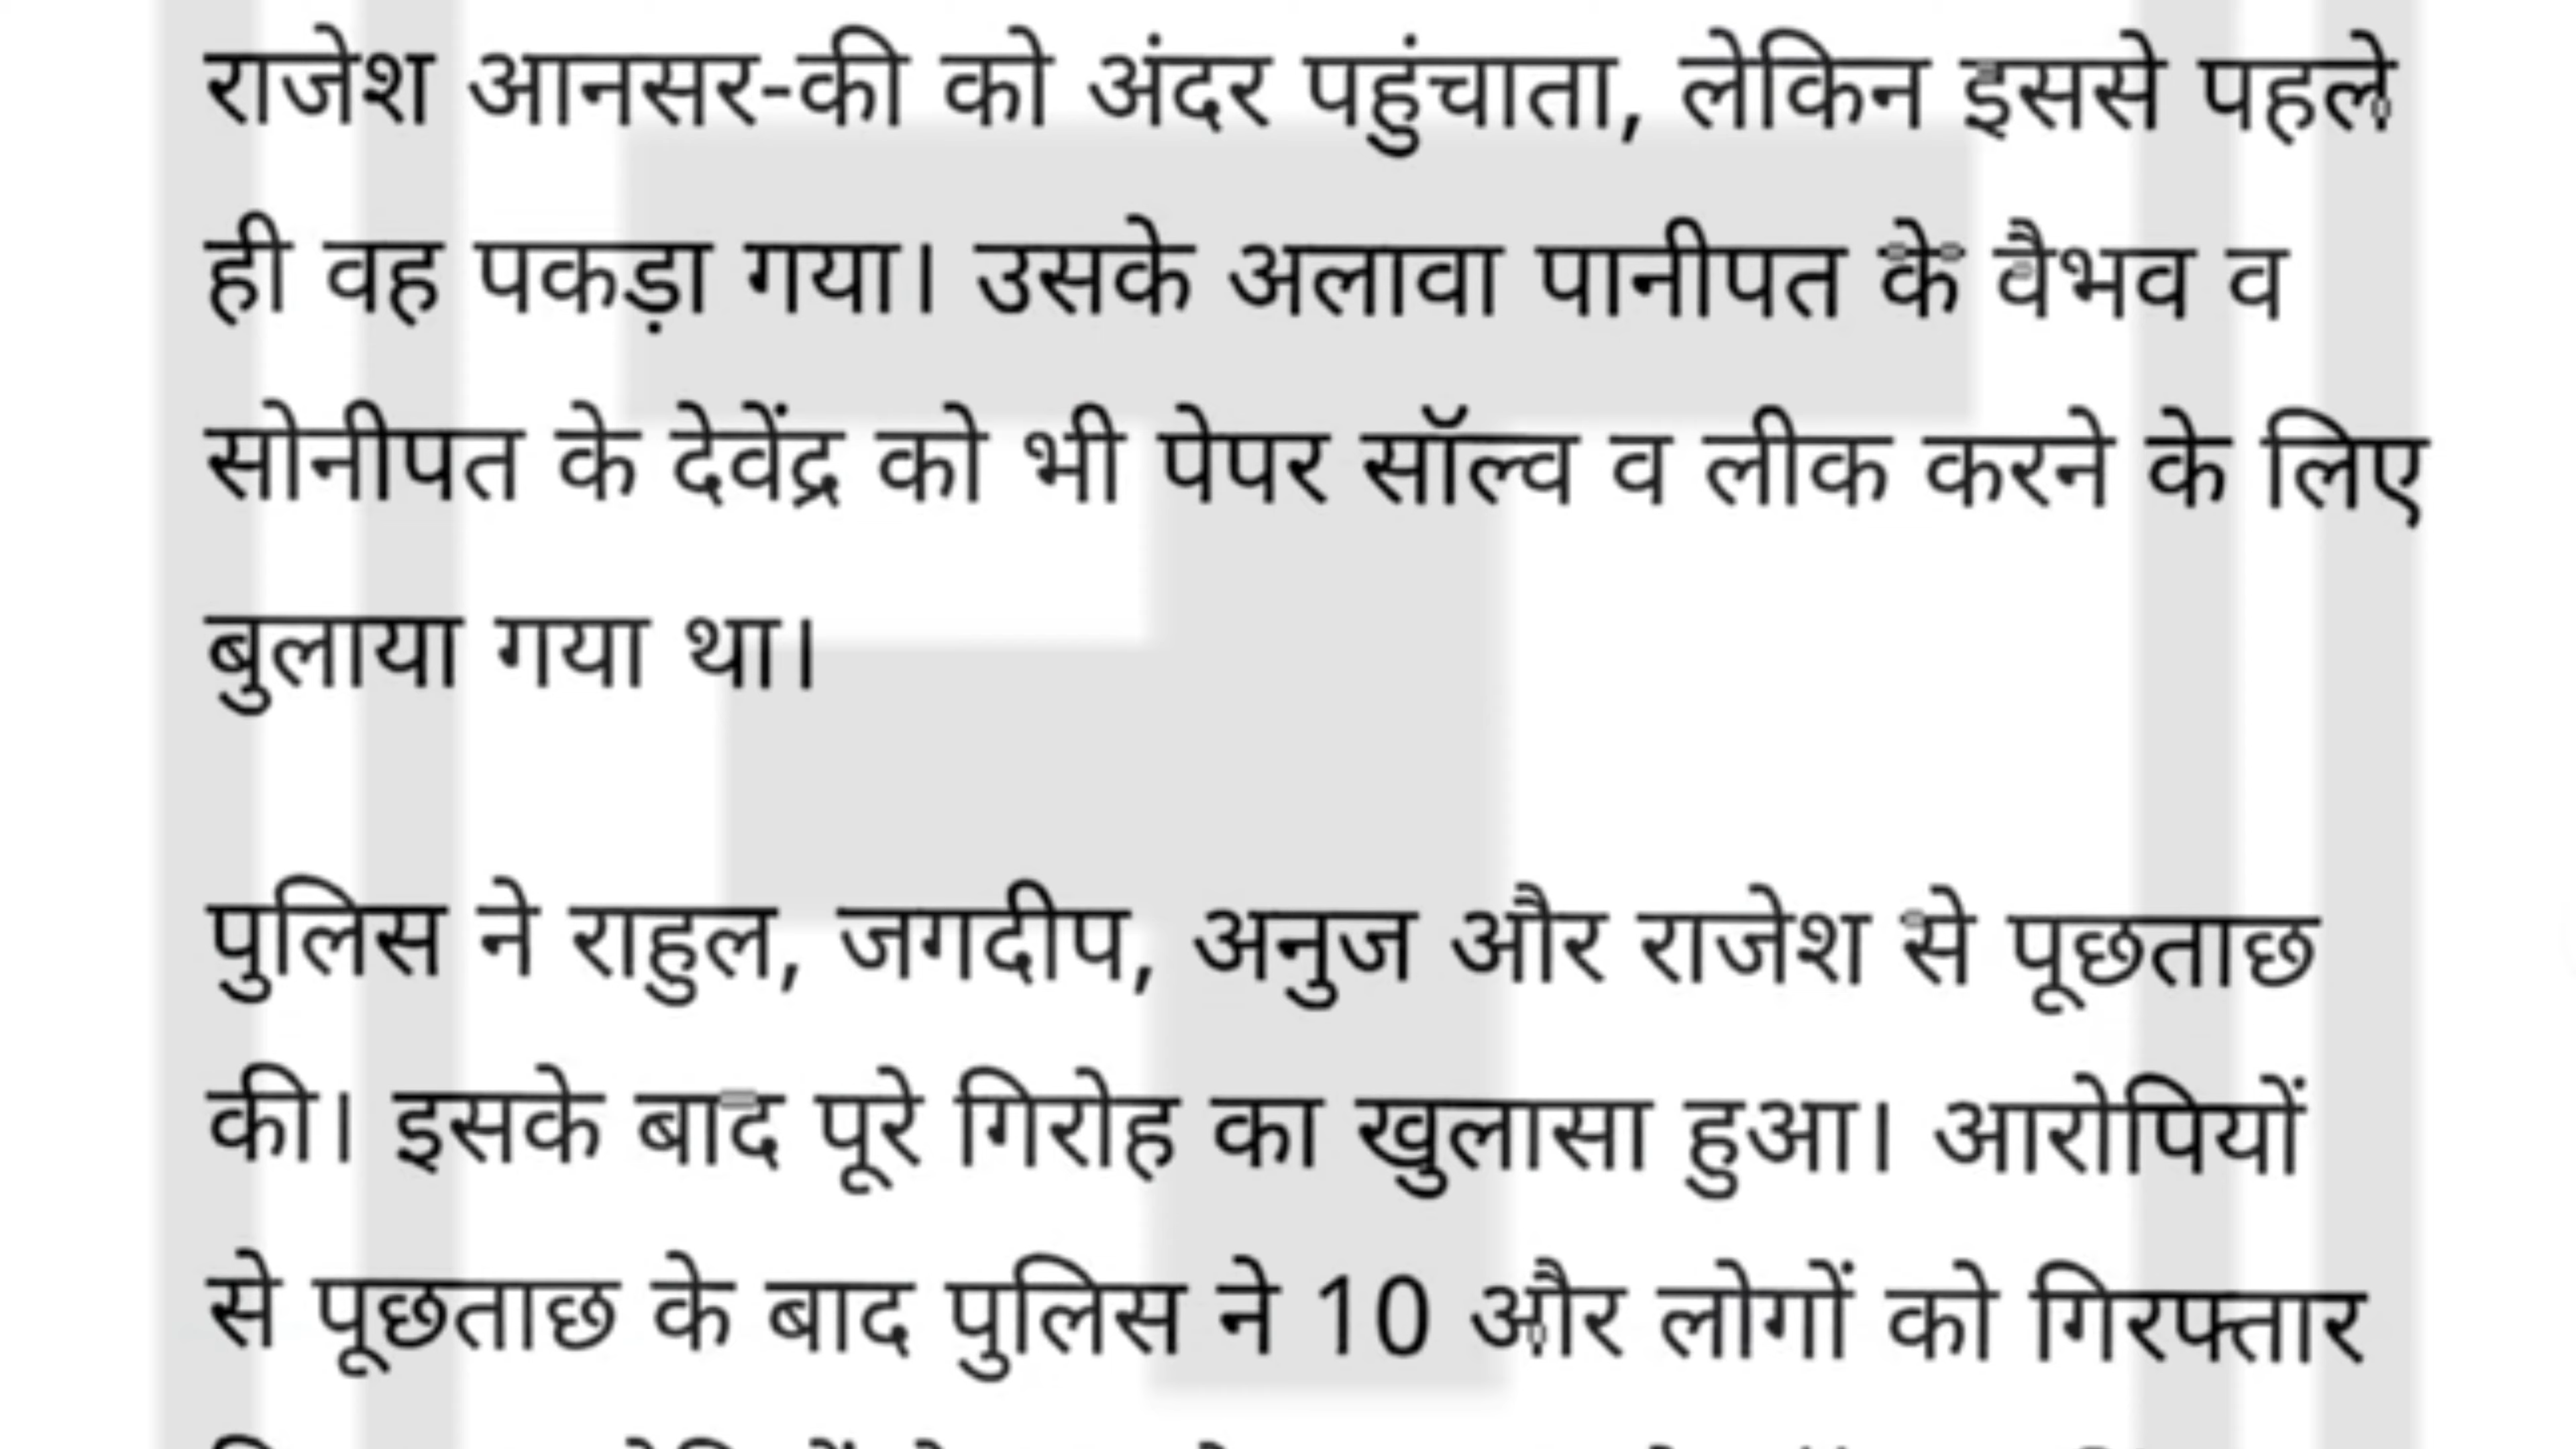 राजेश आनसर-की को अंदर पहुंचाता, लेकिन इससे पहले
ही वह पकड़ा गया। उसके अलावा पानीपत के वैभव व
सोनीपत के देवेंद्र को भी पेपर सॉल्व व लीक करने के लिए
बुलाया गया था।
पुलिस ने राहुल, जगदीप, अनुज और राजेश से पूछताछ
की। इसके बाद पूरे गिरोह का खुलासा हुआ। आरोपियों
से पूछताछ के बाद पुलिस ने 10 और लोगों को गिरफ्तार